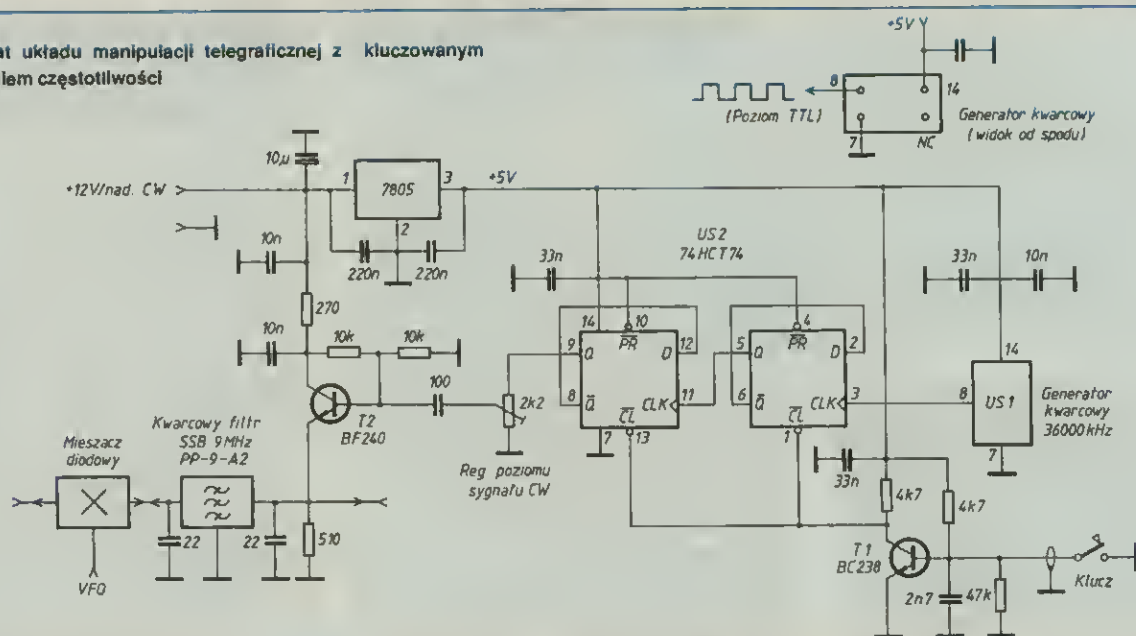 at układu manipulacji telegraficznej z kluczowanym
iem częstotliwości
+5V
8
14
(Poziom TTL)
7
NC
Generator kwarcowy
(widok od spodu)
10µ
+12V/nad. CW
1
7805
3
+5V
2
220n
220n
10n
270
10n
10k
10k
US2
74HCT74
33n
33n
10n
14
10
PR
9
Q
D
12
8
Q
CLK
11
CL
7
13
4
PR
5
Q
D
2
6
Q
CLK
3
CL
1
14
8
US1
7
Generator
kwarcowy
36000kHz
100
2k2
T2
BF240
Reg poziomu
sygnału CW
Mieszacz
diodowy
Kwarcowy filtr
SSB 9MHz
PP-9-A2
22
22
510
VFO
33n
4k7
4k7
T1
BC238
2n7
47k
Klucz